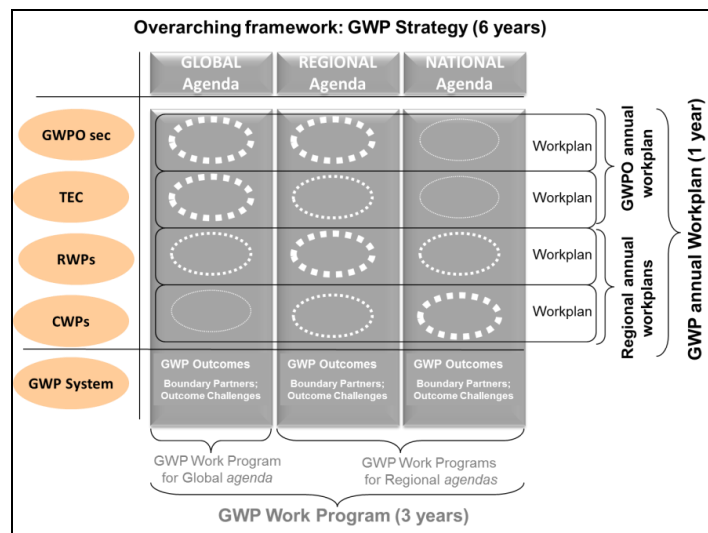 Overarching framework: GWP Strategy (6 years)
GLOBAL
Agenda
REGIONAL
Agenda
NATIONAL
Agenda
GWPO sec
Workplan
TEC
Workplan
RWPs
Workplan
CWPs
Workplan
GWPO annual
workplan
Regional annual
workplans
GWP annual Workplan (1 year)
GWP System
GWP Outcomes
Boundary Partners;
Outcome Challenges
GWP Outcomes
Boundary Partners;
Outcome Challenges
GWP Outcomes
Boundary Partners;
Outcome Challenges
GWP Work Program
for Global agenda
GWP Work Programs
for Regional agendas
GWP Work Program (3 years)